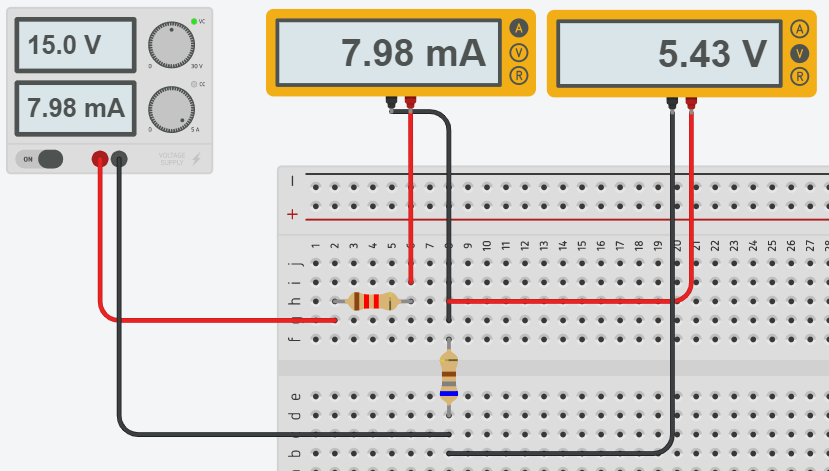 15.0 V
VC
0
30 V
7.98 mA
CC
0
5 A
ON
VOLTAGE
SUPPLY
7.98 mA
A
V
R
5.43 V
A
V
R
−
+
1 2 3 4 5 6 7 8 9 10 11 12 13 14 15 16 17 18 19 20 21 22 23 24 25 26 27 28
j
i
h
g
f
e
d
c
b